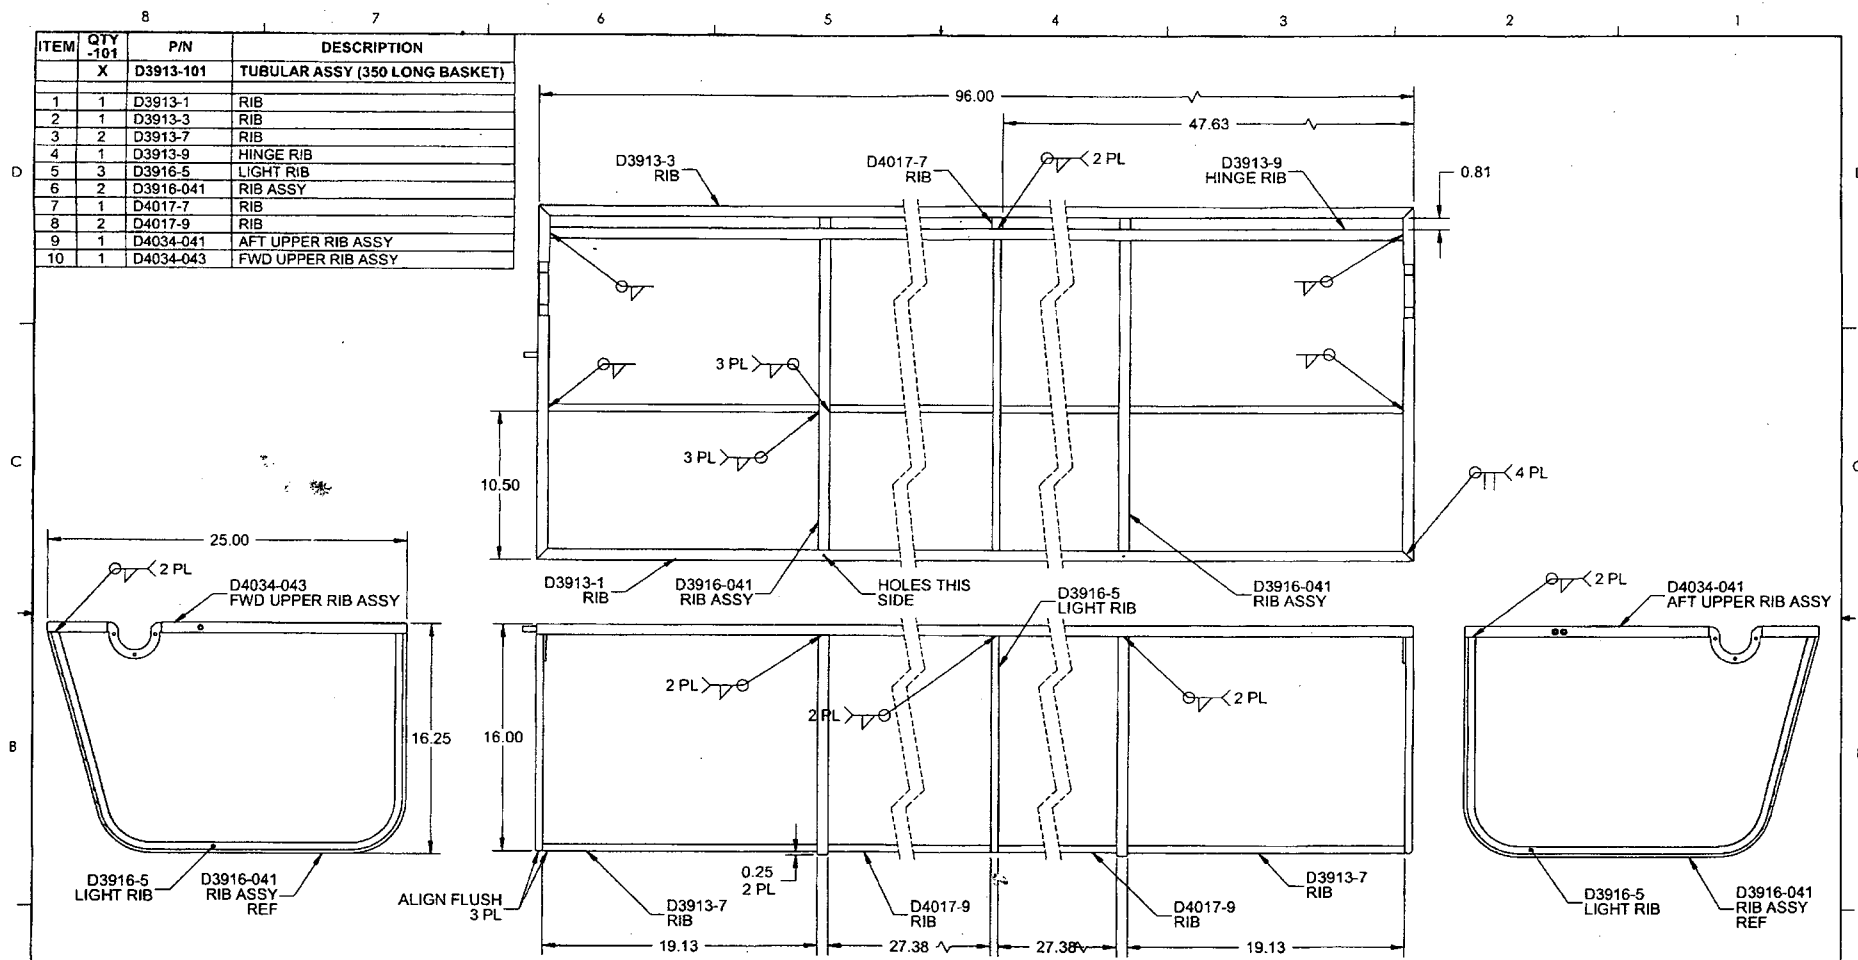 8 7 6 5 4 3 2 1
ITEM QTY -101 P/N DESCRIPTION
X D3913-101 TUBULAR ASSY (350 LONG BASKET)
1 1 D3913-1 RIB
2 1 D3913-3 RIB
3 2 D3913-7 RIB
4 1 D3913-9 HINGE RIB
5 3 D3916-5 LIGHT RIB
6 2 D3916-041 RIB ASSY
7 1 D4017-7 RIB
8 2 D4017-9 RIB
9 1 D4034-041 AFT UPPER RIB ASSY
10 1 D4034-043 FWD UPPER RIB ASSY
96.00
47.63
D3913-3
RIB
D4017-7
RIB
2 PL
D3913-9
HINGE RIB
0.81
D
3 PL
3 PL
C
10.50
4 PL
D3913-1
RIB
D3916-041
RIB ASSY
HOLES THIS
SIDE
D3916-041
RIB ASSY
25.00
2 PL
D4034-043
FWD UPPER RIB ASSY
16.25
D3916-5
LIGHT RIB
D3916-041
RIB ASSY
REF
B
16.00
D3916-5
LIGHT RIB
2 PL
2 PL
2 PL
0.25
2 PL
ALIGN FLUSH
3 PL
D3913-7
RIB
D4017-9
RIB
D4017-9
RIB
D3913-7
RIB
19.13
27.38
27.38
19.13
2 PL
D4034-041
AFT UPPER RIB ASSY
D3916-5
LIGHT RIB
D3916-041
RIB ASSY
REF